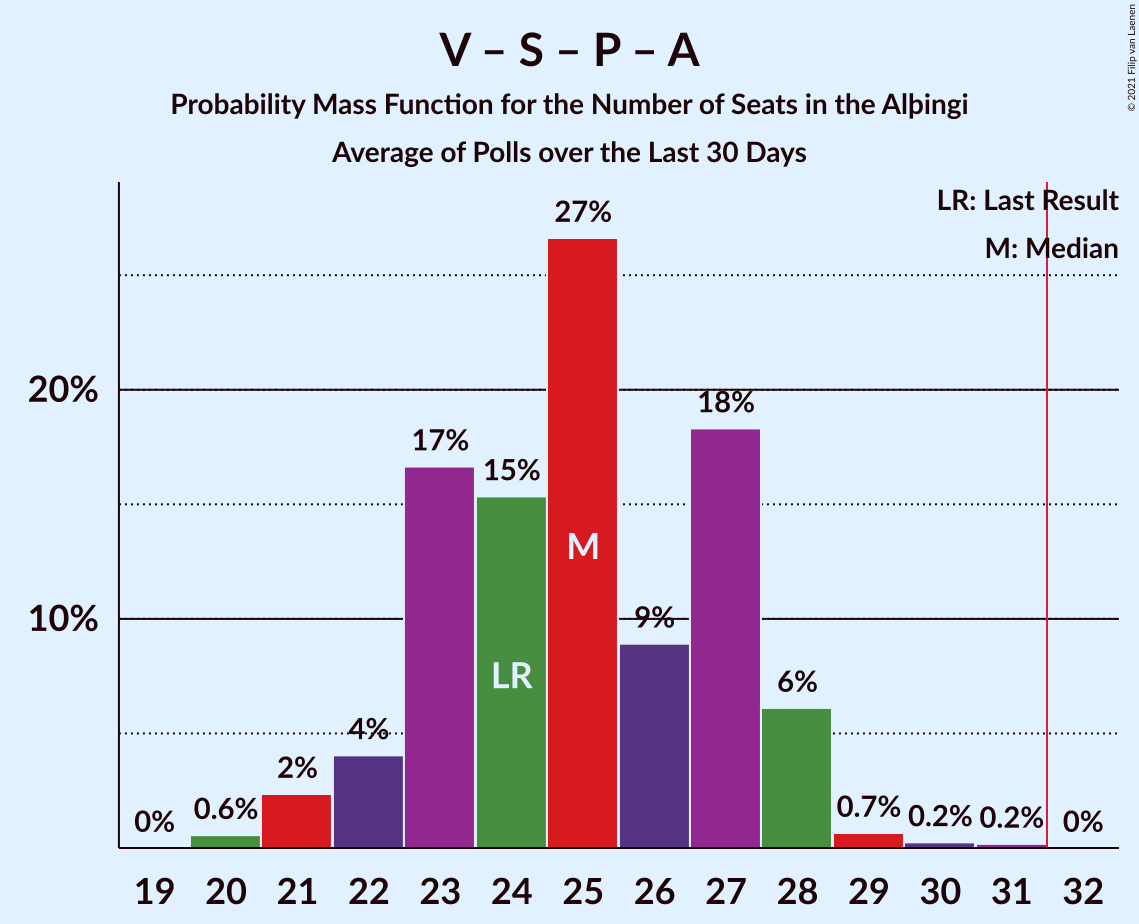 V – S – P – A
Probability Mass Function for the Number of Seats in the Alþingi
Average of Polls over the Last 30 Days
© 2021 Filip van Laenen
LR: Last Result
M: Median
27%
20%
18%
17%
15%
M
10%
9%
LR
6%
4%
2%
0% 0.6% 0.7% 0.2% 0.2% 0%
19 20 21 22 23 24 25 26 27 28 29 30 31 32